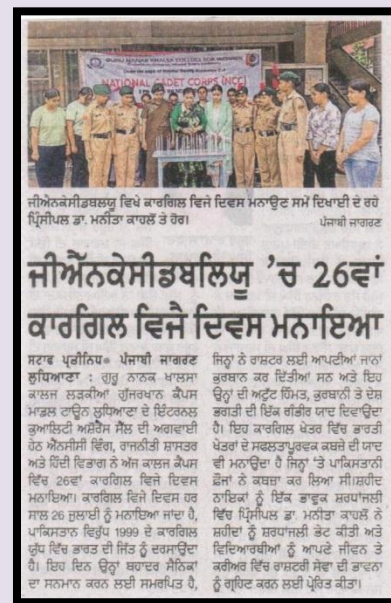 GURU NANAK KHALSA COLLEGE FOR WOMEN
NATIONAL CADET CORPS (NCC)
ਜੀਐਨਕੇਸੀਡਬਲਯੂ ਵਿਖੇ ਕਾਰਗਿਲ ਵਿਜੇ ਦਿਵਸ ਮਨਾਉਣ ਸਮੇਂ ਦਿਖਾਈ ਦੇ ਰਹੇ
ਪ੍ਰਿੰਸੀਪਲ ਡਾ. ਮਨੀਤਾ ਕਾਹਲੋਂ ਤੇ ਹੋਰ।
ਪੰਜਾਬੀ ਜਾਗਰਣ
ਜੀਐੱਨਕੇਸੀਡਬਲਿਯੂ 'ਚ 26ਵਾਂ
ਕਾਰਗਿਲ ਵਿਜੈ ਦਿਵਸ ਮਨਾਇਆ
ਸਟਾਫ ਪ੍ਰਤੀਨਿਧ● ਪੰਜਾਬੀ ਜਾਗਰਣ
ਲੁਧਿਆਣਾ : ਗੁਰੂ ਨਾਨਕ ਖਾਲਸਾ
ਕਾਲਜ ਲੜਕੀਆਂ ਗੁੱਜਰਖਾਨ ਕੈਂਪਸ
ਮਾਡਲ ਟਾਊਨ ਲੁਧਿਆਣਾ ਦੇ ਇੰਟਰਨਲ
ਕੁਆਲਿਟੀ ਅਸ਼ੋਰੈਂਸ ਸੈੱਲ ਦੀ ਅਗਵਾਈ
ਹੇਠ ਐੱਨਸੀਸੀ ਵਿੰਗ, ਰਾਜਨੀਤੀ ਸ਼ਾਸਤਰ
ਅਤੇ ਹਿੰਦੀ ਵਿਭਾਗ ਨੇ ਅੱਜ ਕਾਲਜ ਕੈਂਪਸ
ਵਿੱਚ 26ਵਾਂ ਕਾਰਗਿਲ ਵਿਜੈ ਦਿਵਸ
ਮਨਾਇਆ। ਕਾਰਗਿਲ ਵਿਜੈ ਦਿਵਸ ਹਰ
ਸਾਲ 26 ਜੁਲਾਈ ਨੂੰ ਮਨਾਇਆ ਜਾਂਦਾ ਹੈ,
ਪਾਕਿਸਤਾਨ ਵਿਰੁੱਧ 1999 ਦੇ ਕਾਰਗਿਲ
ਯੁੱਧ ਵਿੱਚ ਭਾਰਤ ਦੀ ਜਿੱਤ ਨੂੰ ਦਰਸਾਉਂਦਾ
ਹੈ। ਇਹ ਦਿਨ ਉਨ੍ਹਾਂ ਬਹਾਦਰ ਸੈਨਿਕਾਂ
ਦਾ ਸਨਮਾਨ ਕਰਨ ਲਈ ਸਮਰਪਿਤ ਹੈ,
ਜਿਨ੍ਹਾਂ ਨੇ ਰਾਸ਼ਟਰ ਲਈ ਆਪਣੀਆਂ ਜਾਨਾਂ
ਕੁਰਬਾਨ ਕਰ ਦਿੱਤੀਆਂ ਸਨ ਅਤੇ ਇਹ
ਉਨ੍ਹਾਂ ਦੀ ਅਟੁੱਟ ਹਿੰਮਤ, ਕੁਰਬਾਨੀ ਤੇ ਦੇਸ਼
ਭਗਤੀ ਦੀ ਇੱਕ ਗੰਭੀਰ ਯਾਦ ਦਿਵਾਉਂਦਾ
ਹੈ। ਇਹ ਕਾਰਗਿਲ ਖੇਤਰ ਵਿੱਚ ਭਾਰਤੀ
ਖੇਤਰਾਂ ਦੇ ਸਫਲਤਾਪੂਰਵਕ ਕਬਜ਼ੇ ਦੀ ਯਾਦ
ਵੀ ਮਨਾਉਂਦਾ ਹੈ ਜਿਨ੍ਹਾਂ 'ਤੇ ਪਾਕਿਸਤਾਨੀ
ਫ਼ੌਜਾਂ ਨੇ ਕਬਜ਼ਾ ਕਰ ਲਿਆ ਸੀ।ਸ਼ਹੀਦ
ਨਾਇਕਾਂ ਨੂੰ ਇੱਕ ਭਾਵੁਕ ਸ਼ਰਧਾਂਜਲੀ
ਵਿੱਚ ਪ੍ਰਿੰਸੀਪਲ ਡਾ. ਮਨੀਤਾ ਕਾਹਲੋਂ ਨੇ
ਸ਼ਹੀਦਾਂ ਨੂੰ ਸ਼ਰਧਾਂਜਲੀ ਭੇਟ ਕੀਤੀ ਅਤੇ
ਵਿਦਿਆਰਥੀਆਂ ਨੂੰ ਆਪਣੇ ਜੀਵਨ ਤੇ
ਕਰੀਅਰ ਵਿੱਚ ਰਾਸ਼ਟਰੀ ਸੇਵਾ ਦੀ ਭਾਵਨਾ
ਨੂੰ ਗ੍ਰਹਿਣ ਕਰਨ ਲਈ ਪ੍ਰੇਰਿਤ ਕੀਤਾ।